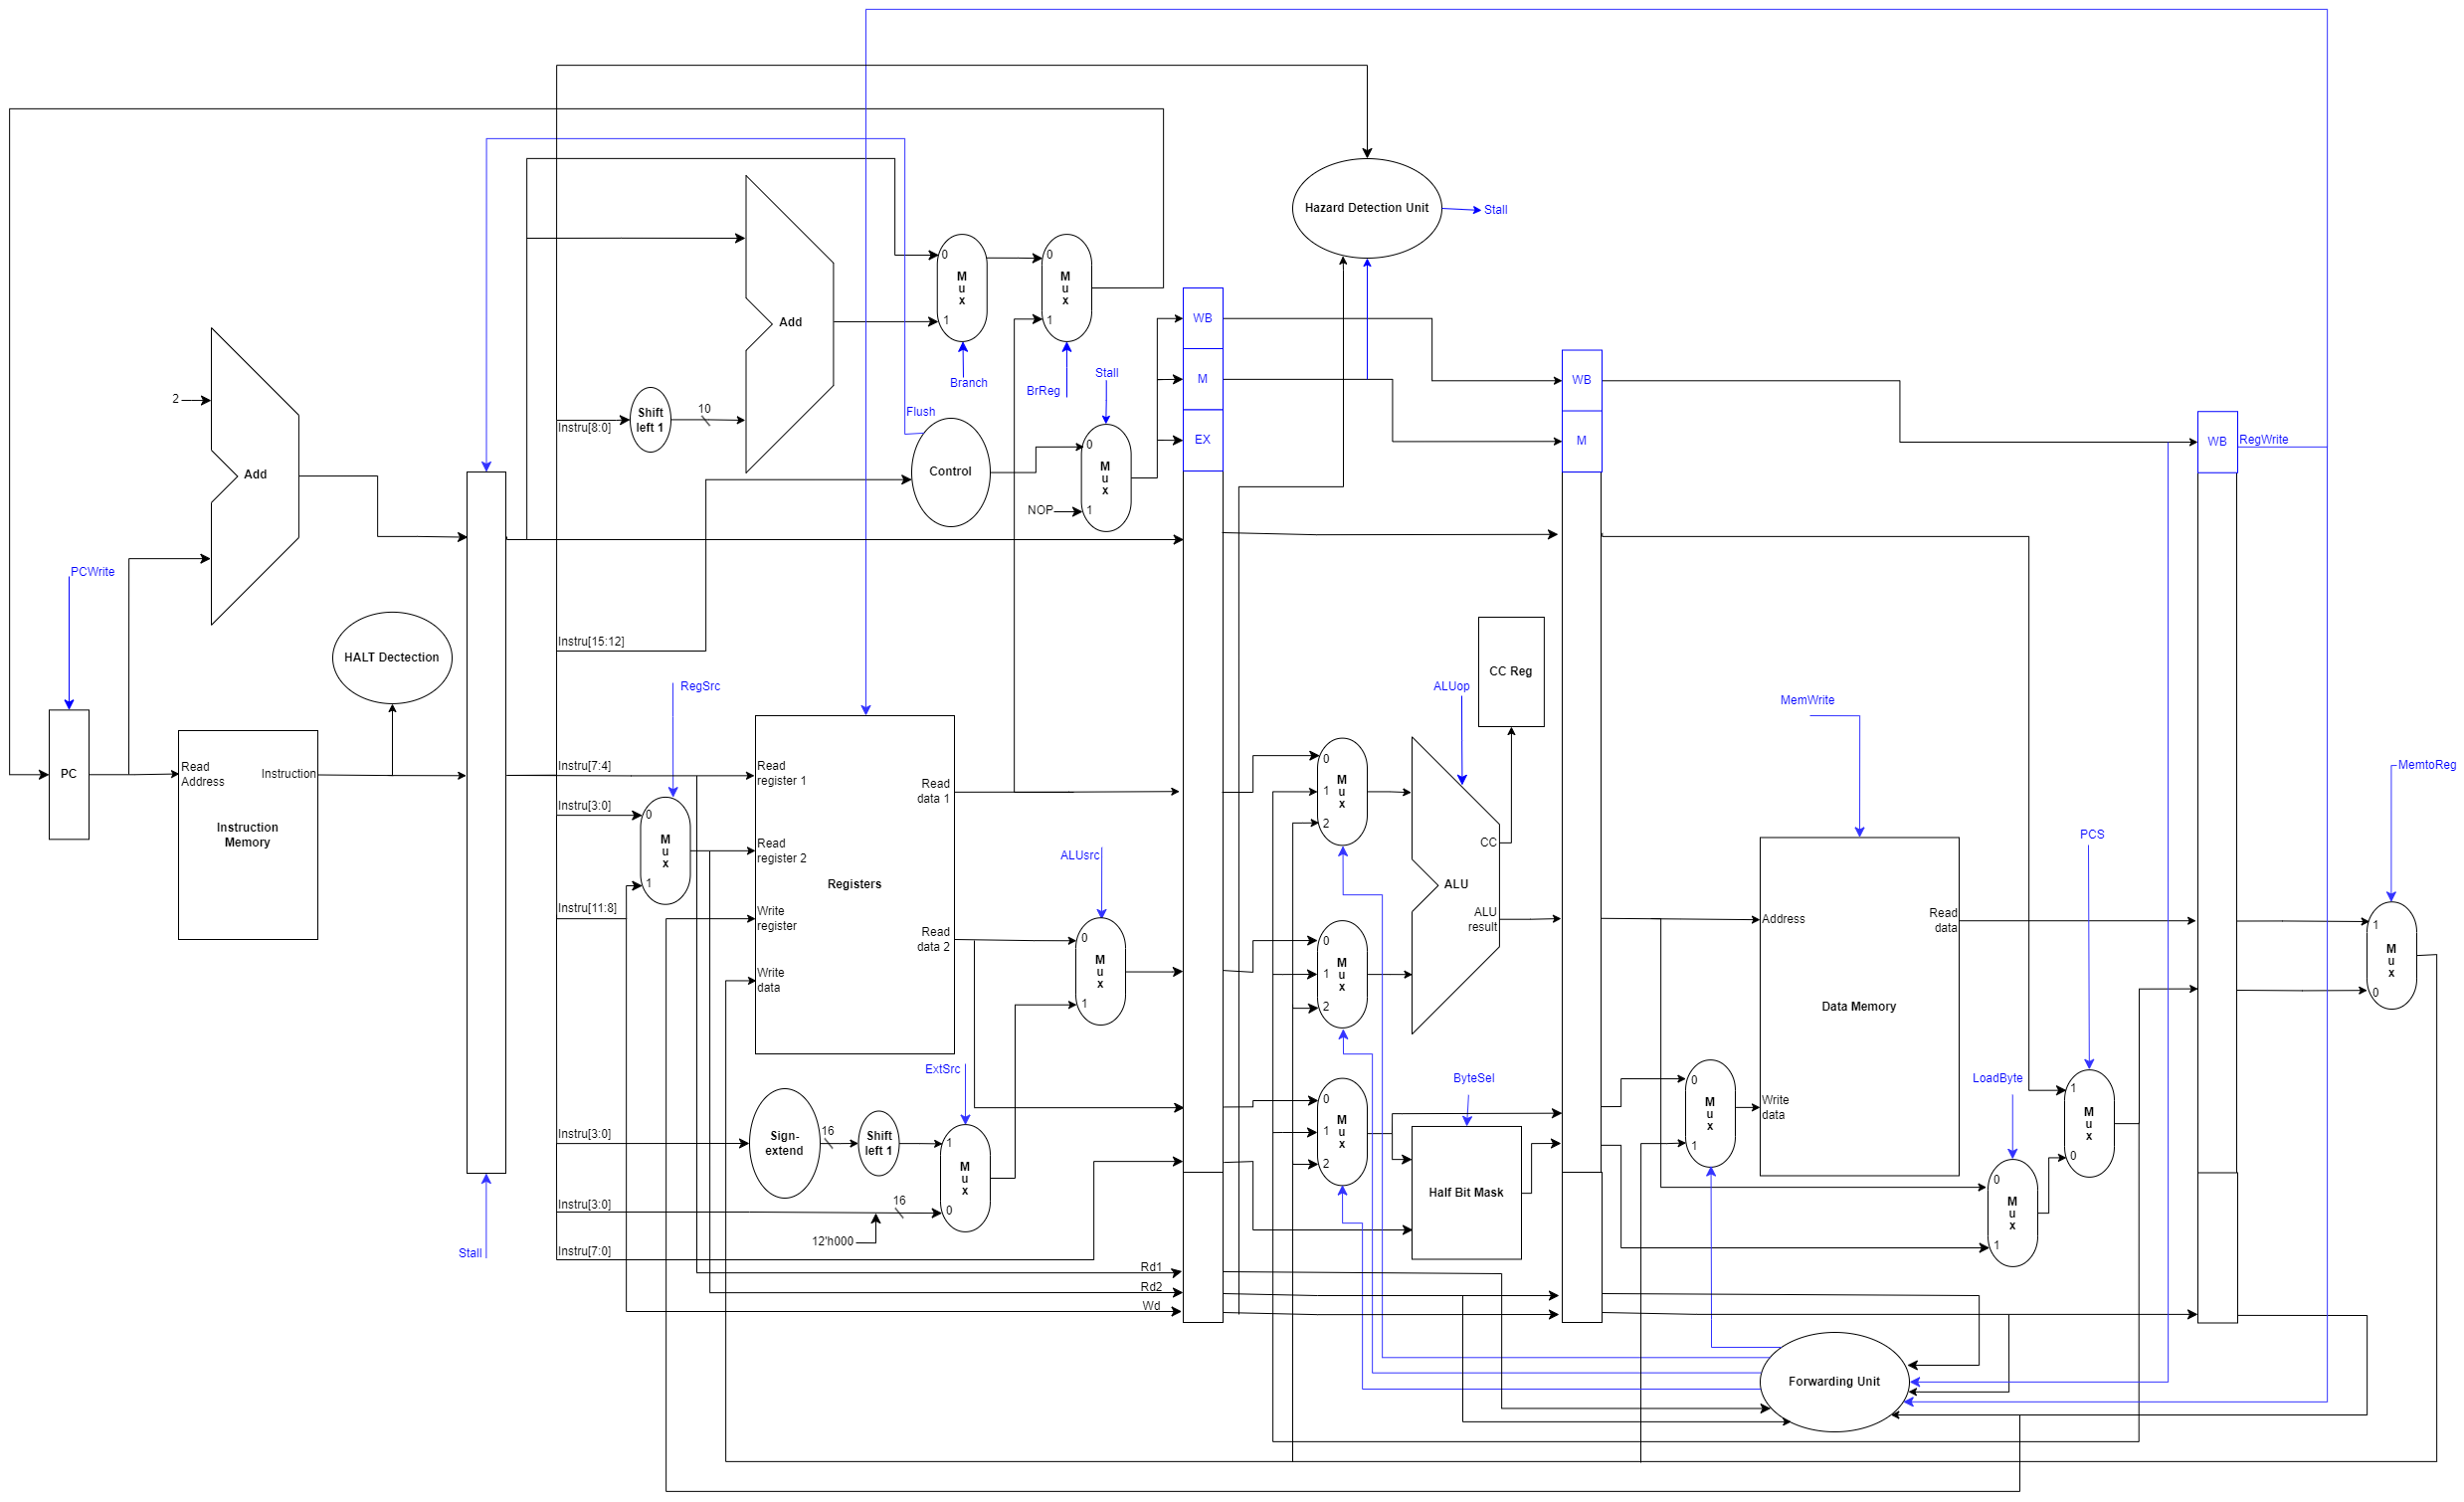 Hazard Detection Unit
Stall
0
M
u
x
1
0
M
u
x
1
Branch
BrReg
Add
Shift
left 1
10
Instru[8:0]
Flush
Stall
Control
0
M
u
x
1
NOP
WB
M
EX
WB
M
WB
RegWrite
2
Add
PCWrite
HALT Dectection
PC
Read
Address
Instruction
Instruction
Memory
Instru[15:12]
RegSrc
Instru[7:4]
Instru[3:0]
0
M
u
x
1
Instru[11:8]
Read
register 1
Read
register 2
Write
register
Write
data
Registers
Read
data 1
Read
data 2
ALUsrc
0
M
u
x
1
ExtSrc
Instru[3:0]
Sign-
extend
16
Shift
left 1
1
M
u
x
0
Instru[3:0]
16
12'h000
Instru[7:0]
Stall
Rd1
Rd2
Wd
0
M
1
u
x
2
0
M
1
u
x
2
0
M
1
u
x
2
ALUop
CC Reg
CC
ALU
ALU
result
ByteSel
Half Bit Mask
MemWrite
Address
Read
data
Data Memory
Write
data
0
M
u
x
1
LoadByte
0
M
u
x
1
PCS
1
M
u
x
0
MemtoReg
1
M
u
x
0
Forwarding Unit